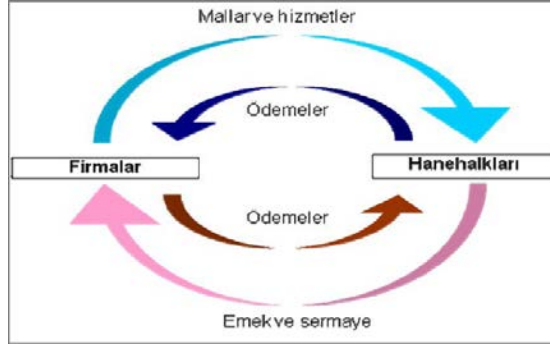 Mallar ve hizmetler
Ödemeler
Firmalar
Hanehalkları
Ödemeler
Emek ve sermaye